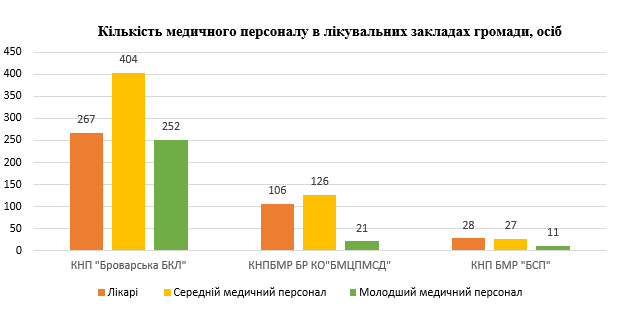 Кількість медичного персоналу в лікувальних закладах громади, осіб
450
400
350
300
250
200
150
100
50
0
267
404
252
106
126
21
28
27
11
КНП "Броварська БКЛ"
КНПБМР БР КО"БМЦПМСД"
КНП БМР "БСП"
Лікарі
Середній медичний персонал
Молодший медичний персонал